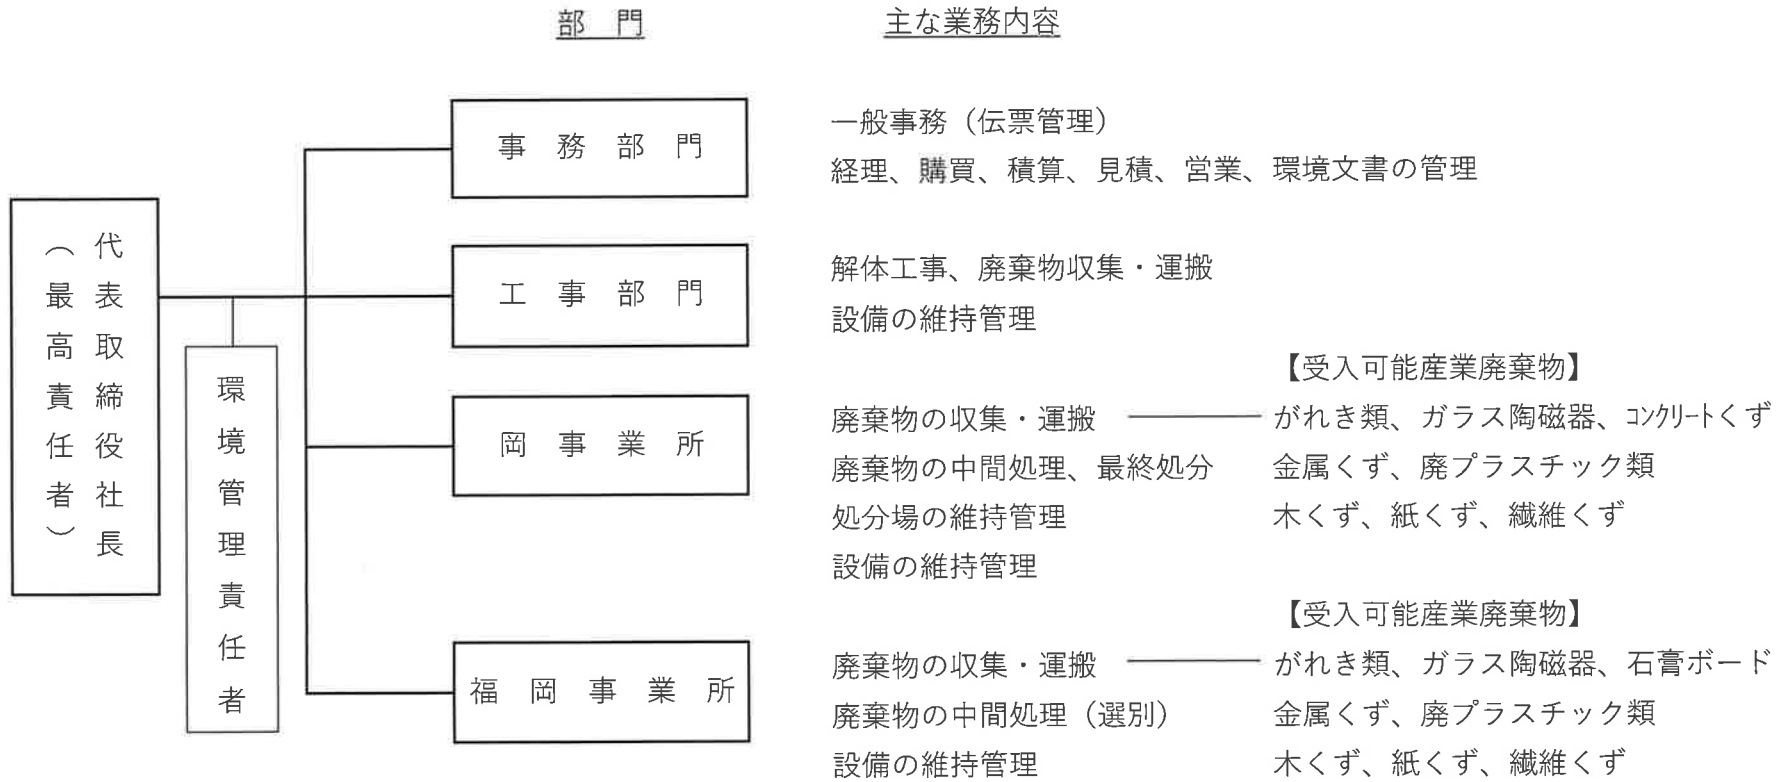 部　門
主な業務内容
代表取締役社長
（最高責任者）
環境管理責任者
事務部門
一般事務（伝票管理）
経理、購買、積算、見積、営業、環境文書の管理
工事部門
解体工事、廃棄物収集・運搬
設備の維持管理
岡事業所
【受入可能産業廃棄物】
廃棄物の収集・運搬 がれき類、ガラス陶磁器、ｺﾝｸﾘｰﾄくず
廃棄物の中間処理、最終処分 金属くず、廃プラスチック類
処分場の維持管理 木くず、紙くず、繊維くず
設備の維持管理
福岡事業所
【受入可能産業廃棄物】
廃棄物の収集・運搬 がれき類、ガラス陶磁器、石膏ボード
廃棄物の中間処理（選別） 金属くず、廃プラスチック類
設備の維持管理 木くず、紙くず、繊維くず